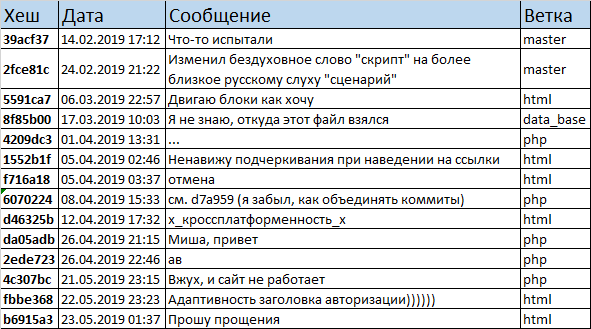 Хеш Дата Сообщение Ветка
39acf37 14.02.2019 17:12 Что-то испытали master
2fce81c 24.02.2019 21:22 Изменил бездуховное слово "скрипт" на более близкое русскому слуху "сценарий" master
5591ca7 06.03.2019 22:57 Двигаю блоки как хочу html
8f85b00 17.03.2019 10:03 Я не знаю, откуда этот файл взялся data_base
4209dc3 01.04.2019 13:31 ... php
1552b1f 05.04.2019 02:46 Ненавижу подчеркивания при наведении на ссылки html
f716a18 05.04.2019 03:37 отмена html
6070224 08.04.2019 15:33 см. d7a959 (я забыл, как объединять коммиты) php
d46325b 12.04.2019 17:32 x_кроссплатформенность_x html
da05adb 26.04.2019 21:15 Миша, привет php
2ede723 26.04.2019 22:46 ав php
4c307bc 21.05.2019 23:15 Вжух, и сайт не работает php
fbbe368 22.05.2019 23:23 Адаптивность заголовка авторизации)))))) html
b6915a3 23.05.2019 01:37 Прошу прощения html